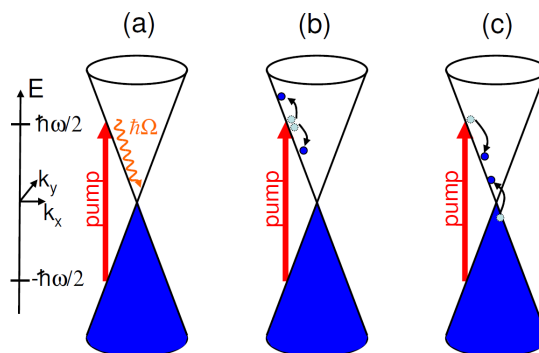 (a) (b) (c)
E
ħω/2
ħΩ
k_y
k_x
pump
pump
pump
-ħω/2